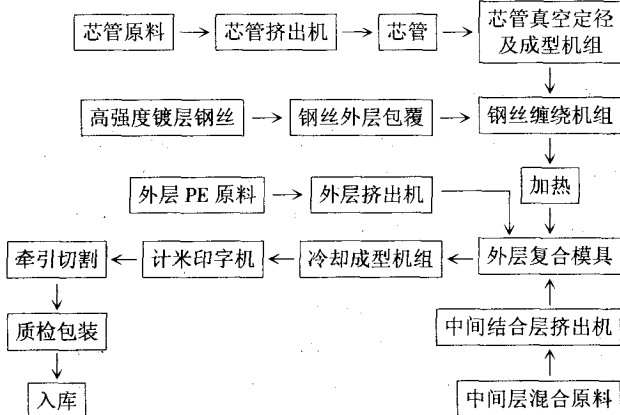 芯管原料
芯管挤出机
芯管
芯管真空定径
及成型机组
高强度镀层钢丝
钢丝外层包覆
钢丝缠绕机组
加热
外层 PE 原料
外层挤出机
牵引切割
计米印字机
冷却成型机组
外层复合模具
质检包装
中间结合层挤出机
入库
中间层混合原料